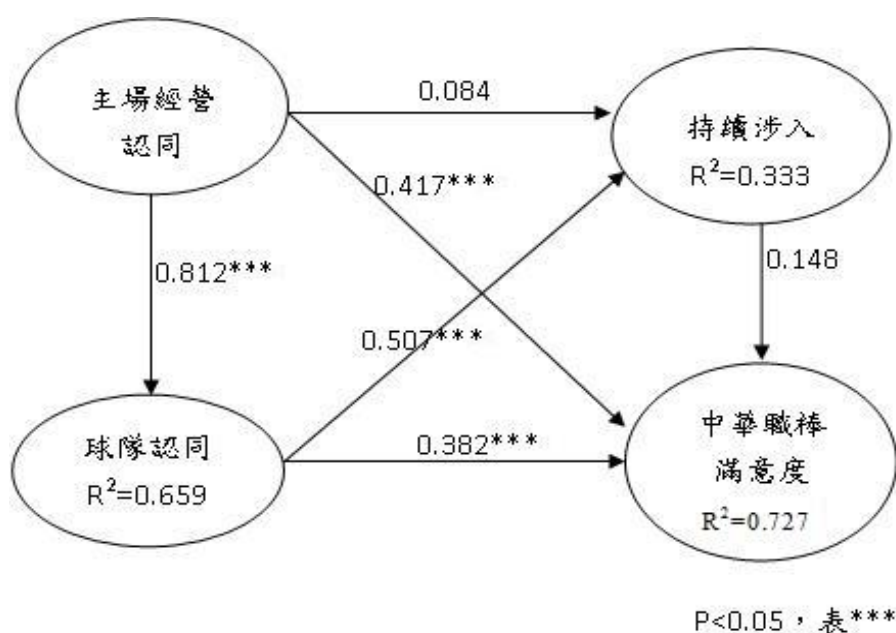 主場經營
認同
0.084
持續涉入
R²=0.333
0.417***
0.812***
0.148
0.507***
球隊認同
R²=0.659
0.382***
中華職棒
滿意度
R²=0.727
P<0.05，表***